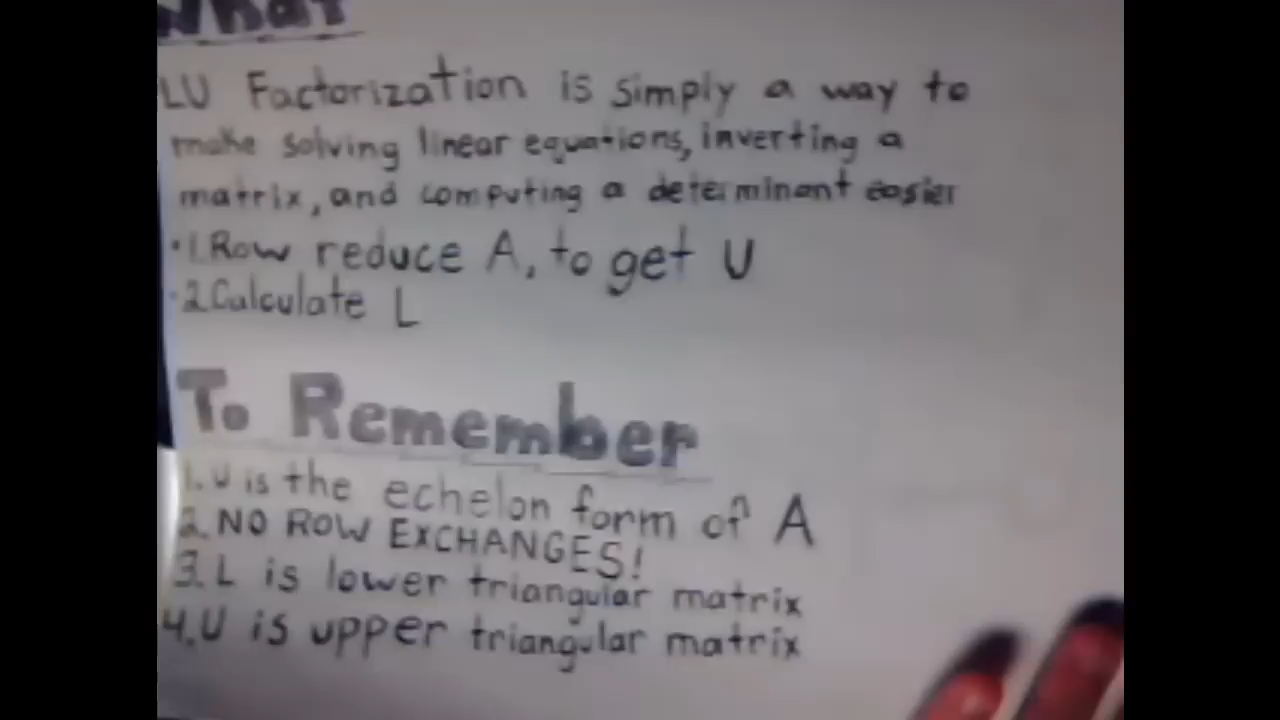 What
LU Factorization is simply a way to
make solving linear equations, inverting a
matrix, and computing a determinant easier
• 1. Row reduce A, to get U
• 2. Calculate L
To Remember
1. U is the echelon form of A
2. NO ROW EXCHANGES!
3. L is lower triangular matrix
4. U is upper triangular matrix